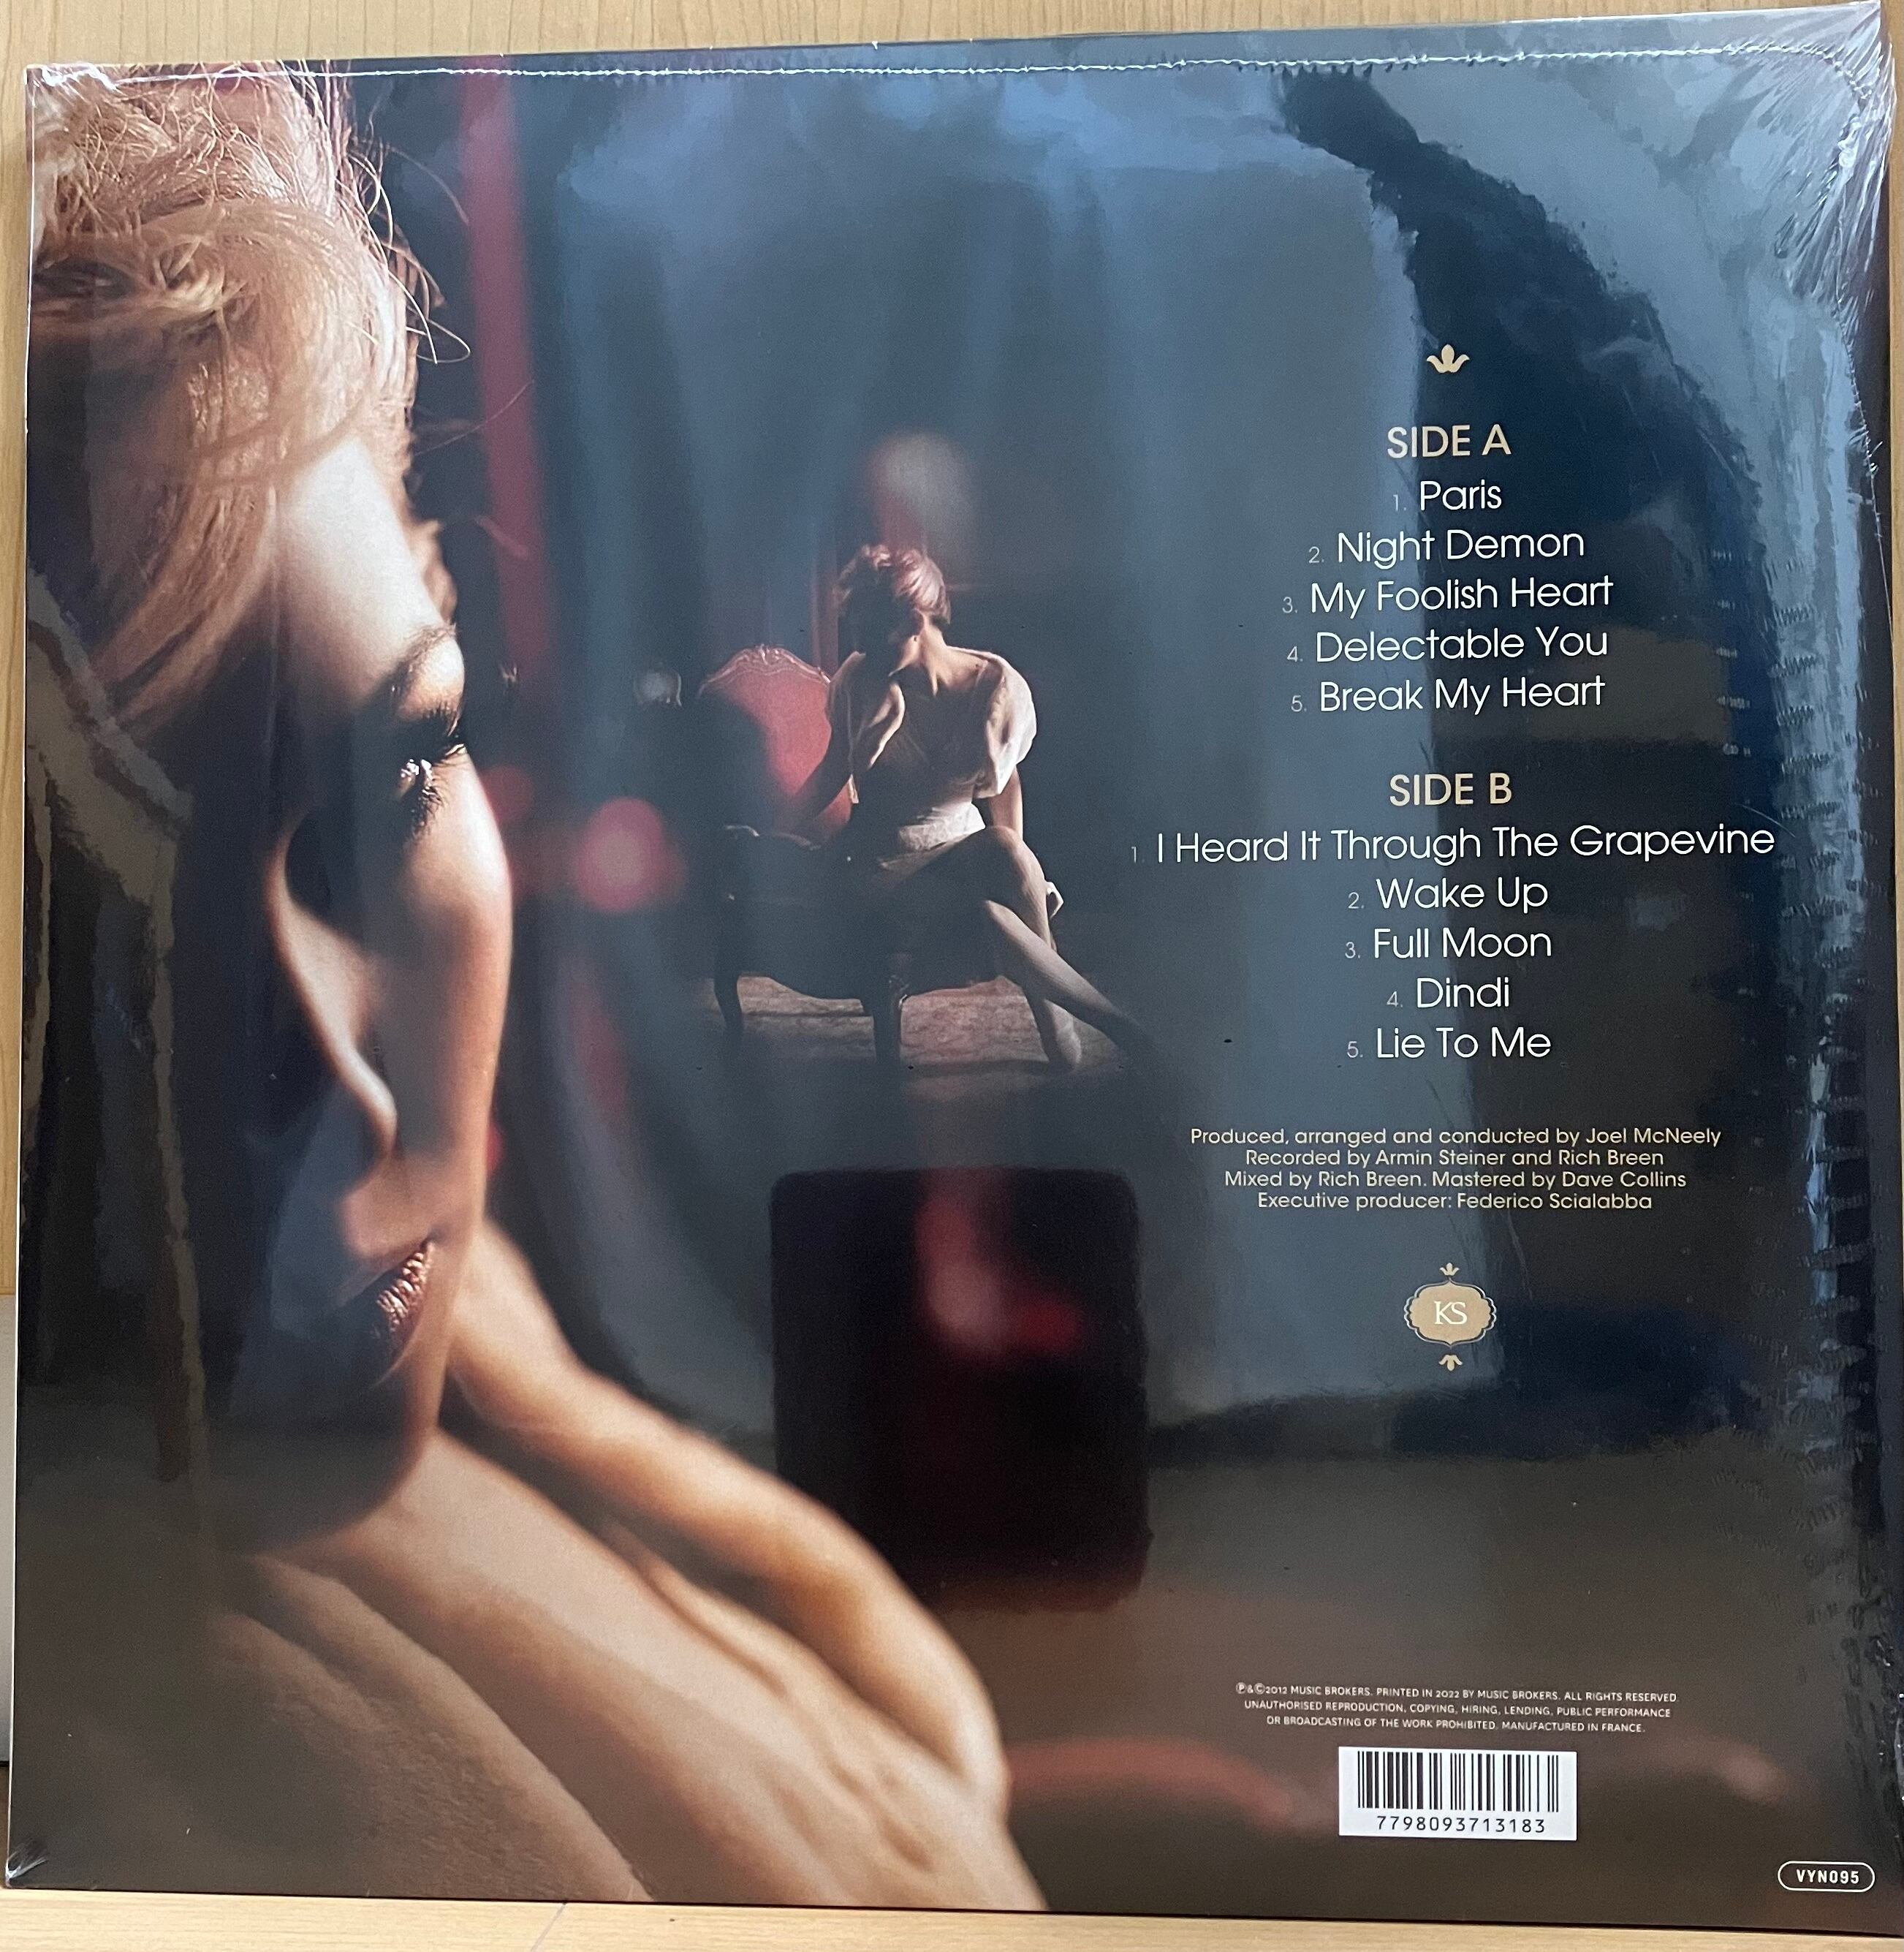 SIDE A
1. Paris
2. Night Demon
3. My Foolish Heart
4. Delectable You
5. Break My Heart
SIDE B
1. I Heard It Through The Grapevine
2. Wake Up
3. Full Moon
4. Dindi
5. Lie To Me
Produced, arranged and conducted by Joel McNeely
Recorded by Armin Steiner and Rich Breen
Mixed by Rich Breen. Mastered by Dave Collins
Executive producer: Federico Scialabba
KS
℗&©2012 MUSIC BROKERS. PRINTED IN 2022 BY MUSIC BROKERS. ALL RIGHTS RESERVED.
UNAUTHORISED REPRODUCTION, COPYING, HIRING, LENDING, PUBLIC PERFORMANCE
OR BROADCASTING OF THE WORK PROHIBITED. MANUFACTURED IN FRANCE.
7798093713183
VYN095